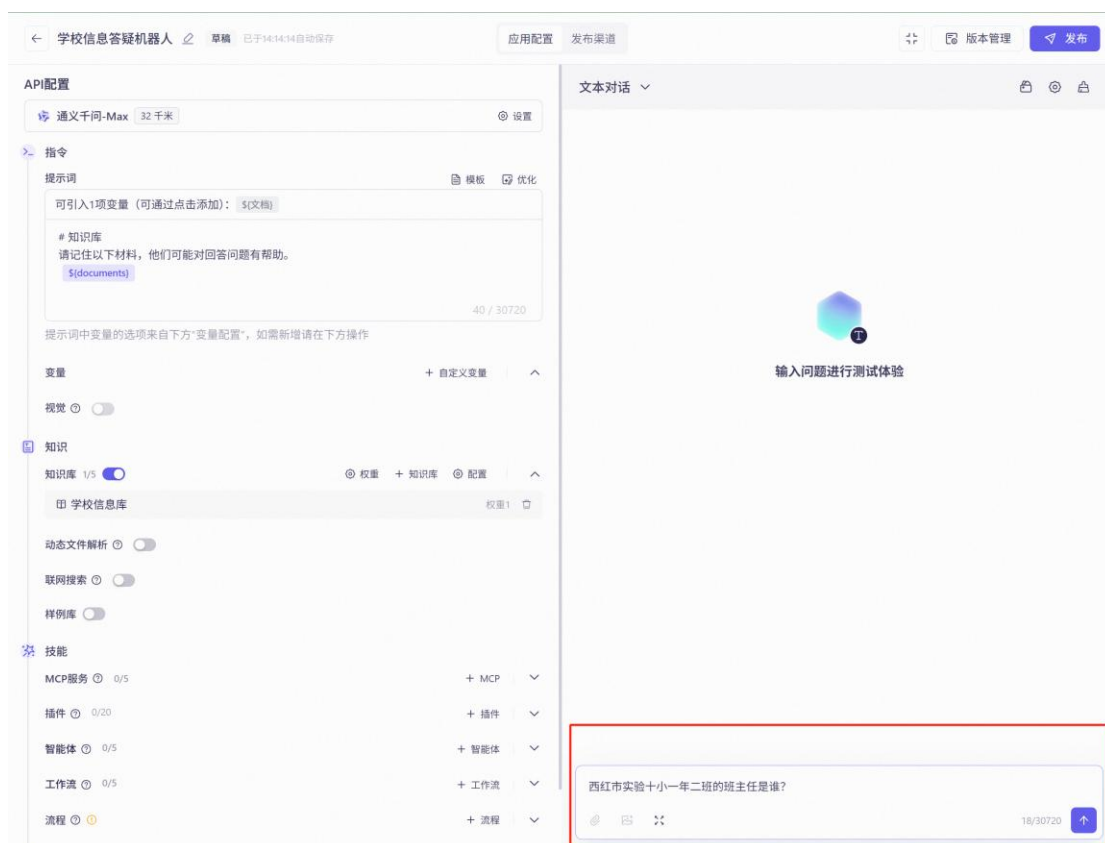 学校信息答疑机器人 草稿 已于14:14:14自动保存 应用配置 发布渠道 版本管理 发布
API配置
通义千问-Max 32 千米 设置
指令
提示词 模板 优化
可引入1项变量（可通过点击添加）： ${文档}
# 知识库
请记住以下材料，他们可能对回答问题有帮助。
${documents}
40 / 30720
提示词中变量的选项来自下方“变量配置”，如需新增请在下方操作
变量 + 自定义变量
视觉
知识
知识库 1/5 权重 + 知识库 配置
学校信息库 权重1
动态文件解析
联网搜索
样例库
技能
MCP服务 0/5 + MCP
插件 0/20 + 插件
智能体 0/5 + 智能体
工作流 0/5 + 工作流
流程 + 流程
文本对话
T
输入问题进行测试体验
西红市实验十小一年二班的班主任是谁?
18/30720